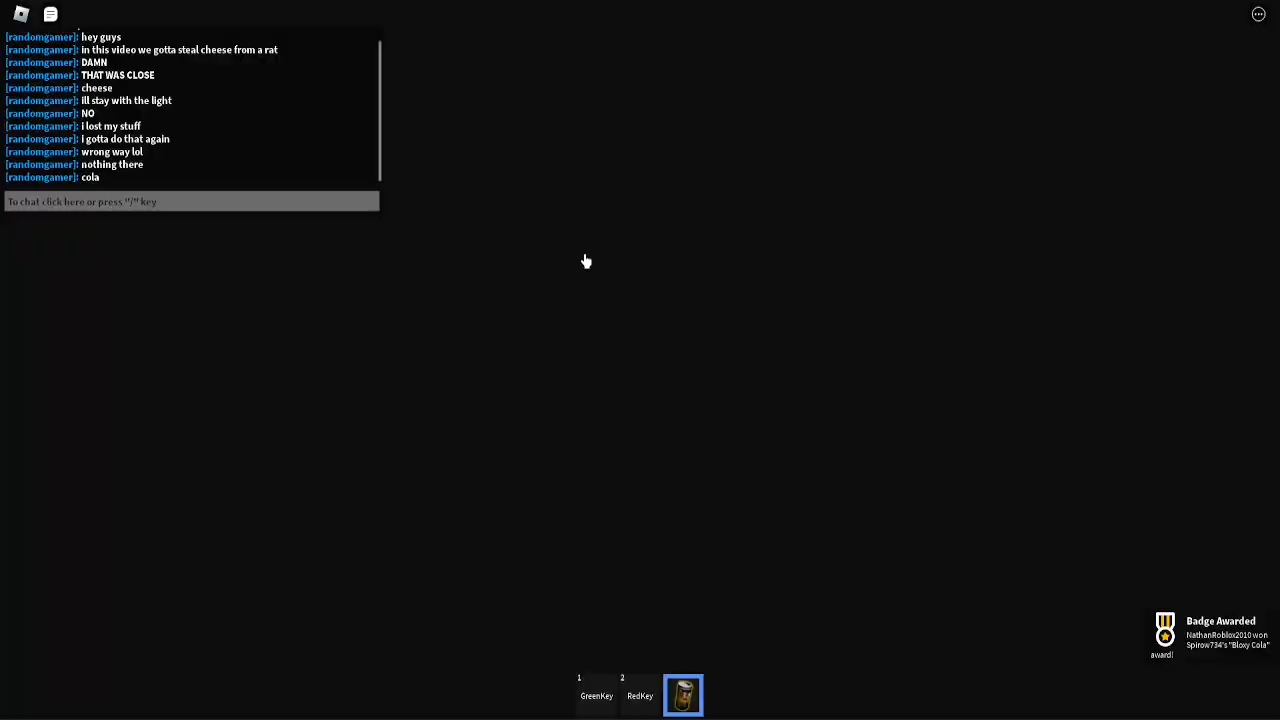 [randomgamer]: hey guys
[randomgamer]: in this video we gotta steal cheese from a rat
[randomgamer]: DAMN
[randomgamer]: THAT WAS CLOSE
[randomgamer]: cheese
[randomgamer]: ill stay with the light
[randomgamer]: NO
[randomgamer]: i lost my stuff
[randomgamer]: i gotta do that again
[randomgamer]: wrong way lol
[randomgamer]: nothing there
[randomgamer]: cola
To chat click here or press "/" key
Badge Awarded
NathanRoblox2010 won
Spirow734's "Bloxy Cola"
award!
1
GreenKey
2
RedKey